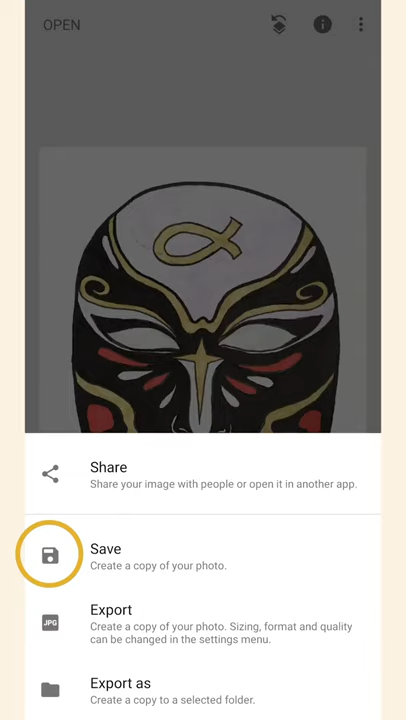 OPEN
Share
Share your image with people or open it in another app.
Save
Create a copy of your photo.
Export
JPG
Create a copy of your photo. Sizing, format and quality
can be changed in the settings menu.
Export as
Create a copy to a selected folder.